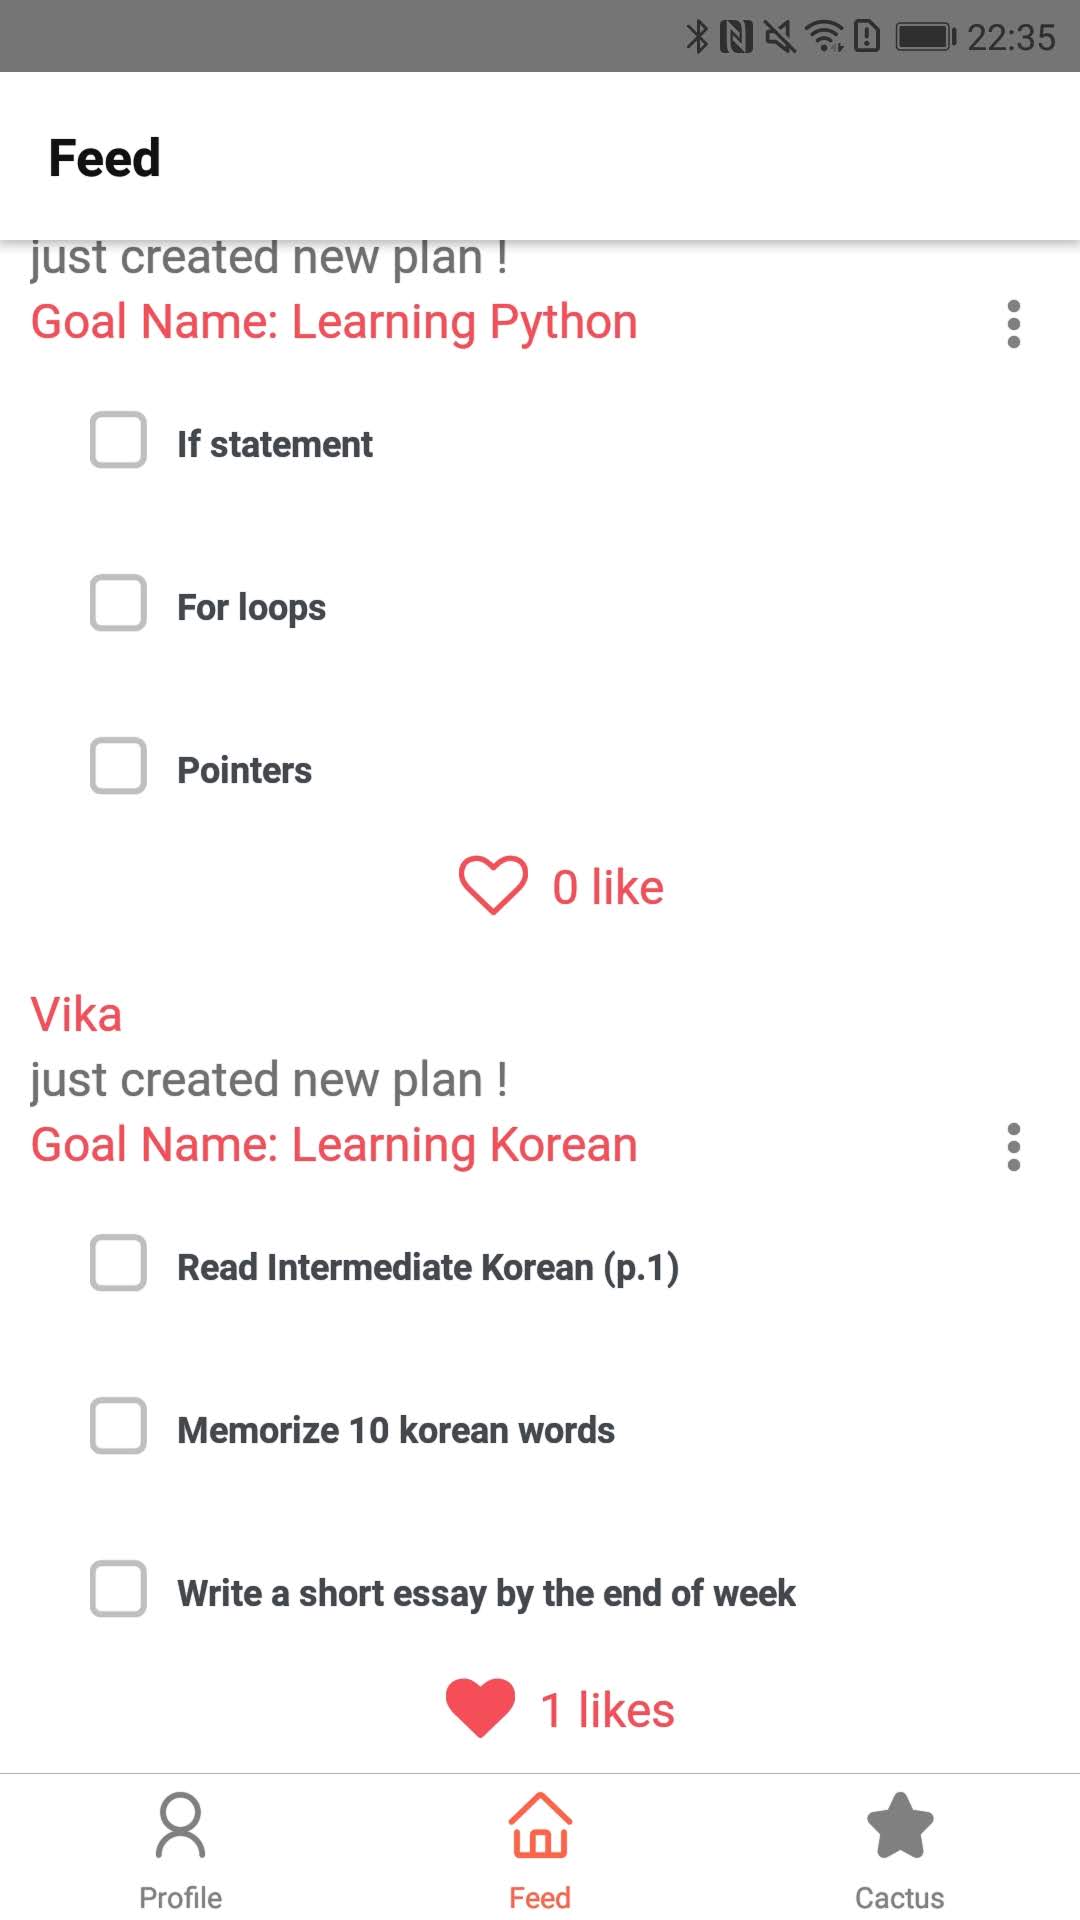 22:35
Feed
just created new plan !
Goal Name: Learning Python
If statement
For loops
Pointers
0 like
Vika
just created new plan !
Goal Name: Learning Korean
Read Intermediate Korean (p.1)
Memorize 10 korean words
Write a short essay by the end of week
1 likes
Profile
Feed
Cactus